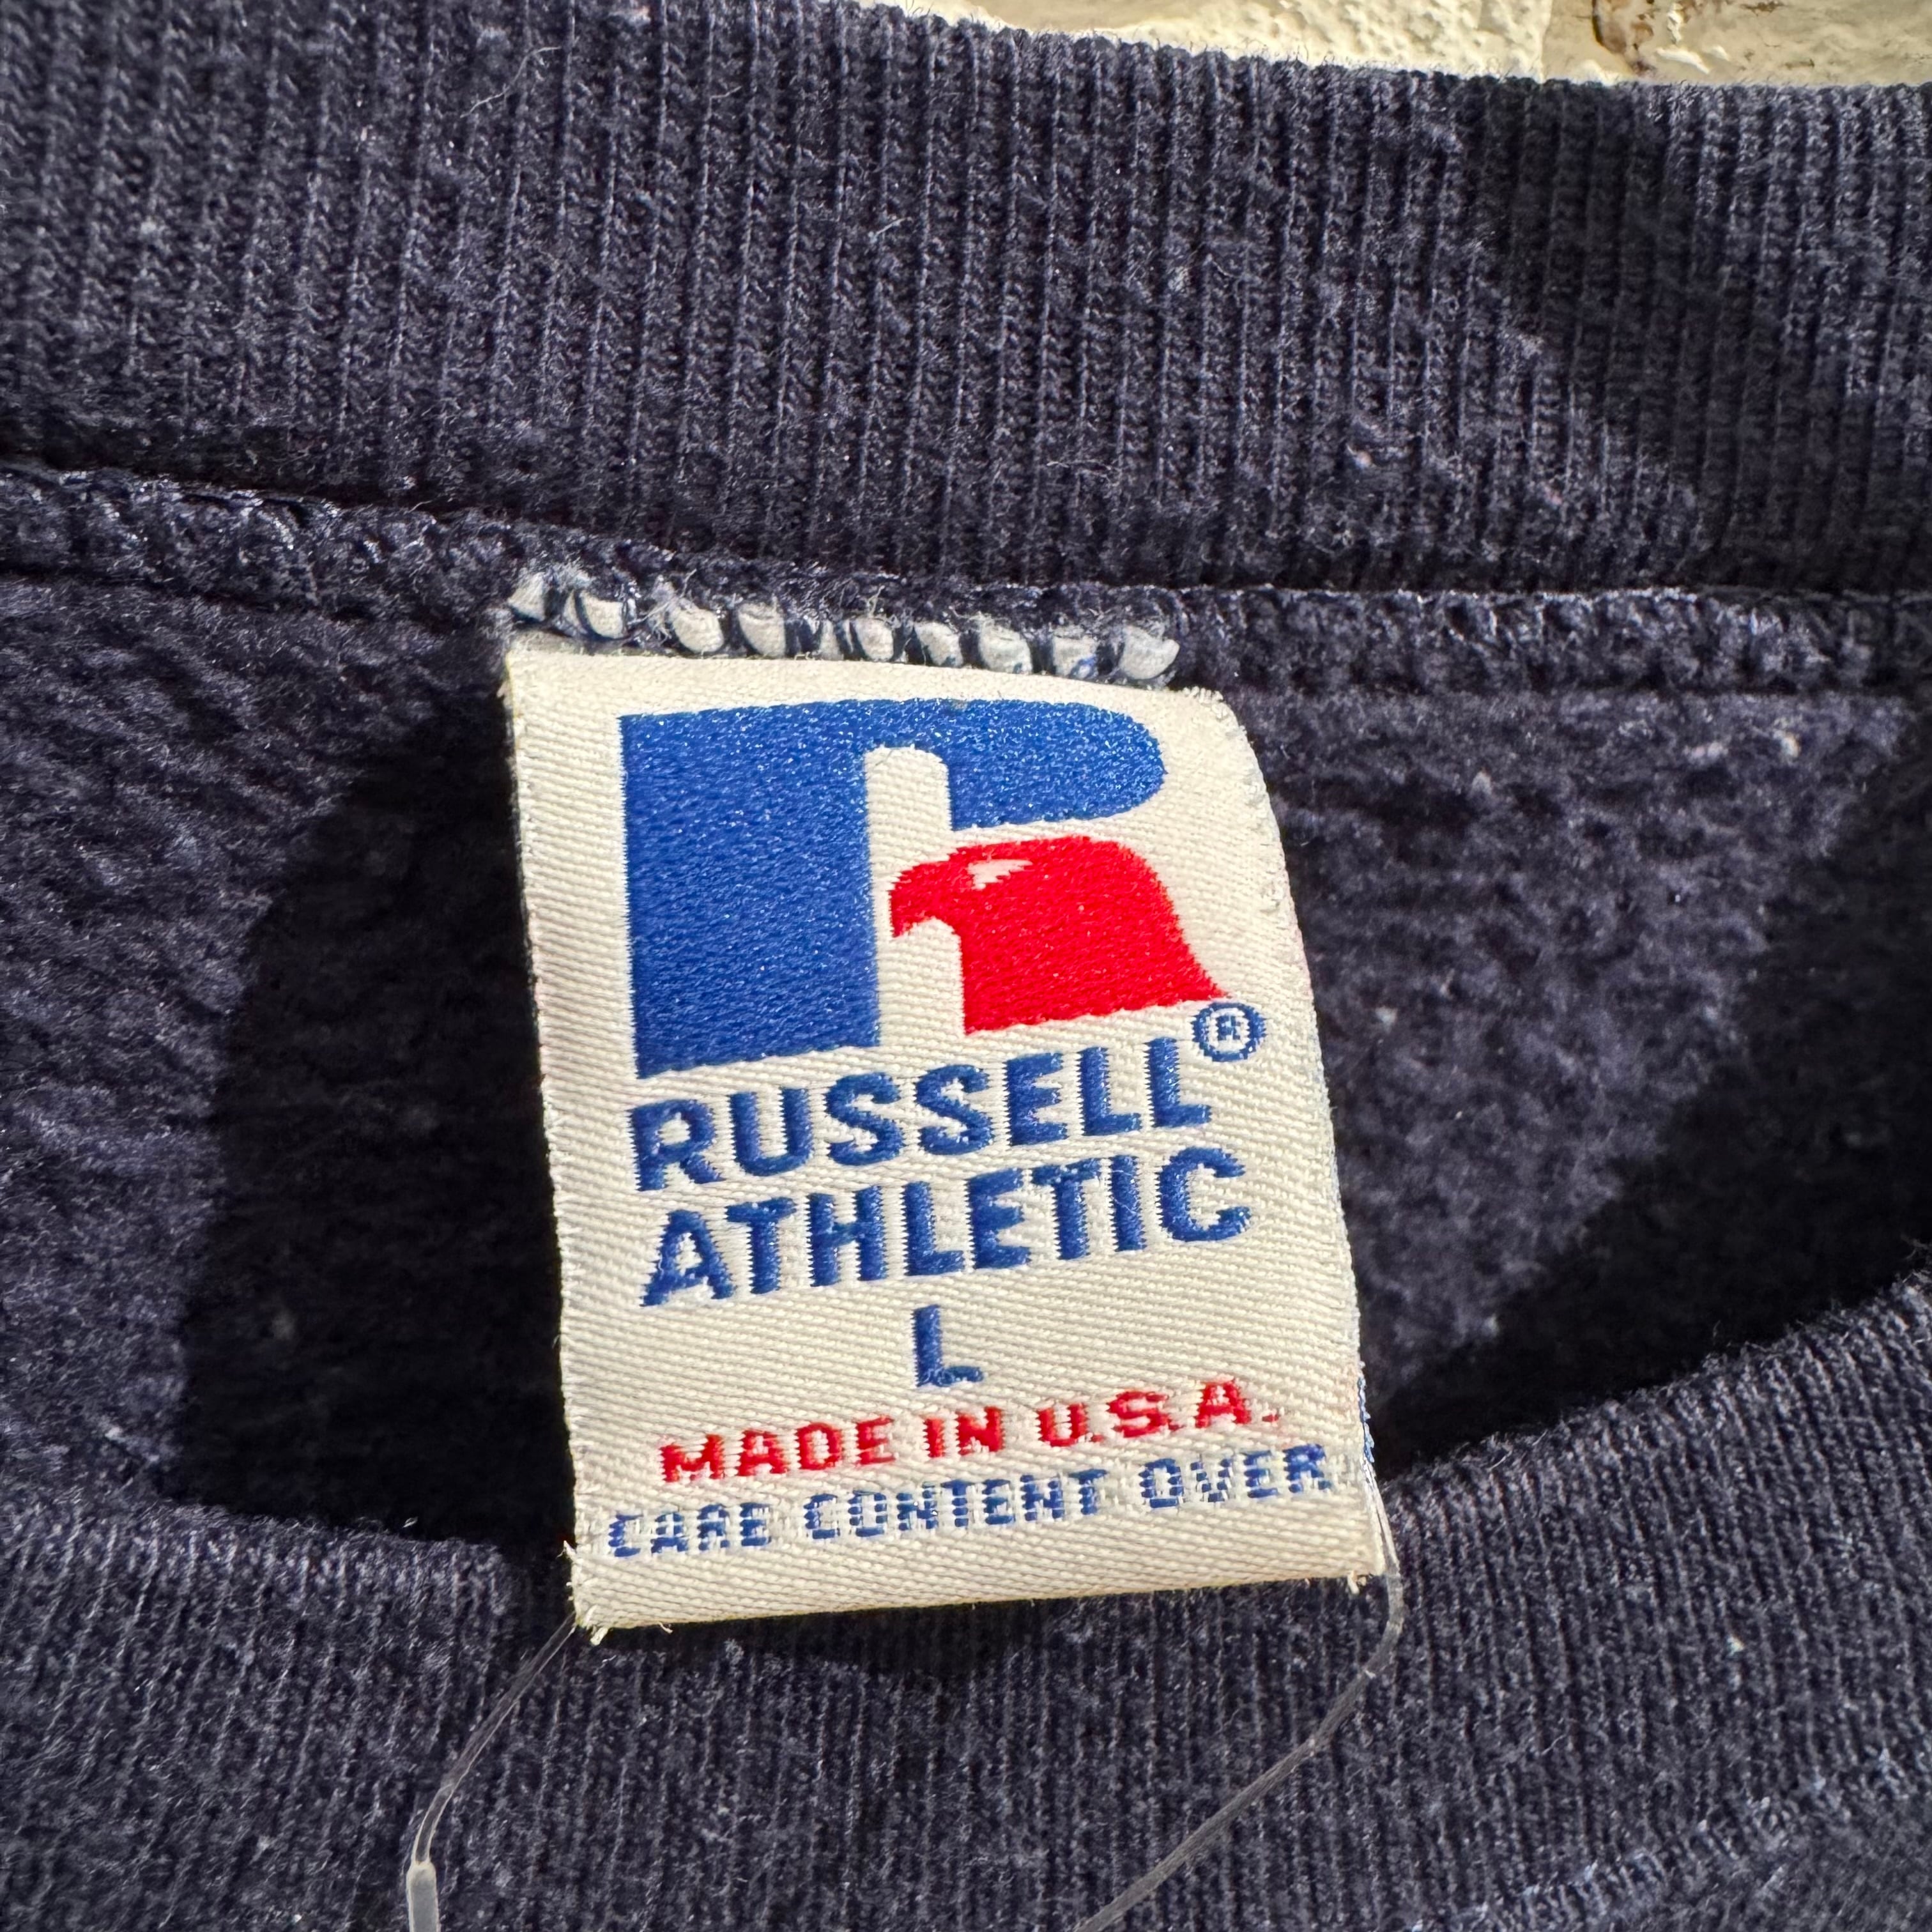 RUSSELL®
ATHLETIC
L
MADE IN U.S.A.
CARE CONTENT OVER